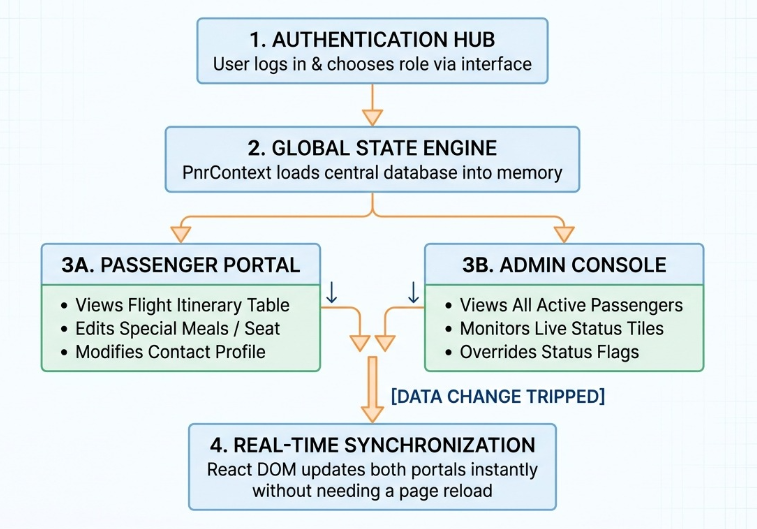 1. AUTHENTICATION HUB
User logs in & chooses role via interface
2. GLOBAL STATE ENGINE
PnrContext loads central database into memory
3A. PASSENGER PORTAL
• Views Flight Itinerary Table
• Edits Special Meals / Seat
• Modifies Contact Profile
3B. ADMIN CONSOLE
• Views All Active Passengers
• Monitors Live Status Tiles
• Overrides Status Flags
[DATA CHANGE TRIPPED]
4. REAL-TIME SYNCHRONIZATION
React DOM updates both portals instantly
without needing a page reload